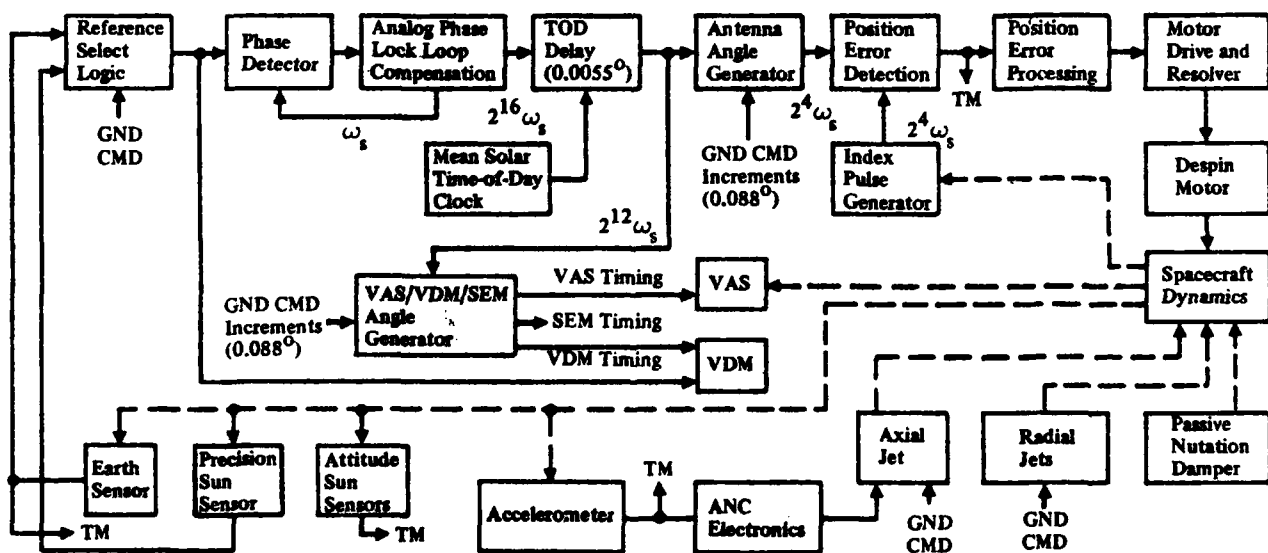 Reference
Select
Logic
Phase
Detector
Analog Phase
Lock Loop
Compensation
TOD
Delay
(0.0055°)
Antenna
Angle
Generator
Position
Error
Detection
Position
Error
Processing
Motor
Drive and
Resolver
TM
GND
CMD
ω_s
2^16 ω_s
2^4 ω_s
2^4 ω_s
Mean Solar
Time-of-Day
Clock
GND CMD
Increments
(0.088°)
Index
Pulse
Generator
Despin
Motor
2^12 ω_s
GND CMD
Increments
(0.088°)
VAS/VDM/SEM
Angle
Generator
VAS Timing
SEM Timing
VDM Timing
VAS
VDM
Spacecraft
Dynamics
Earth
Sensor
Precision
Sun
Sensor
Attitude
Sun
Sensors
TM
TM
Accelerometer
TM
ANC
Electronics
Axial
Jet
Radial
Jets
Passive
Nutation
Damper
GND
CMD
GND
CMD